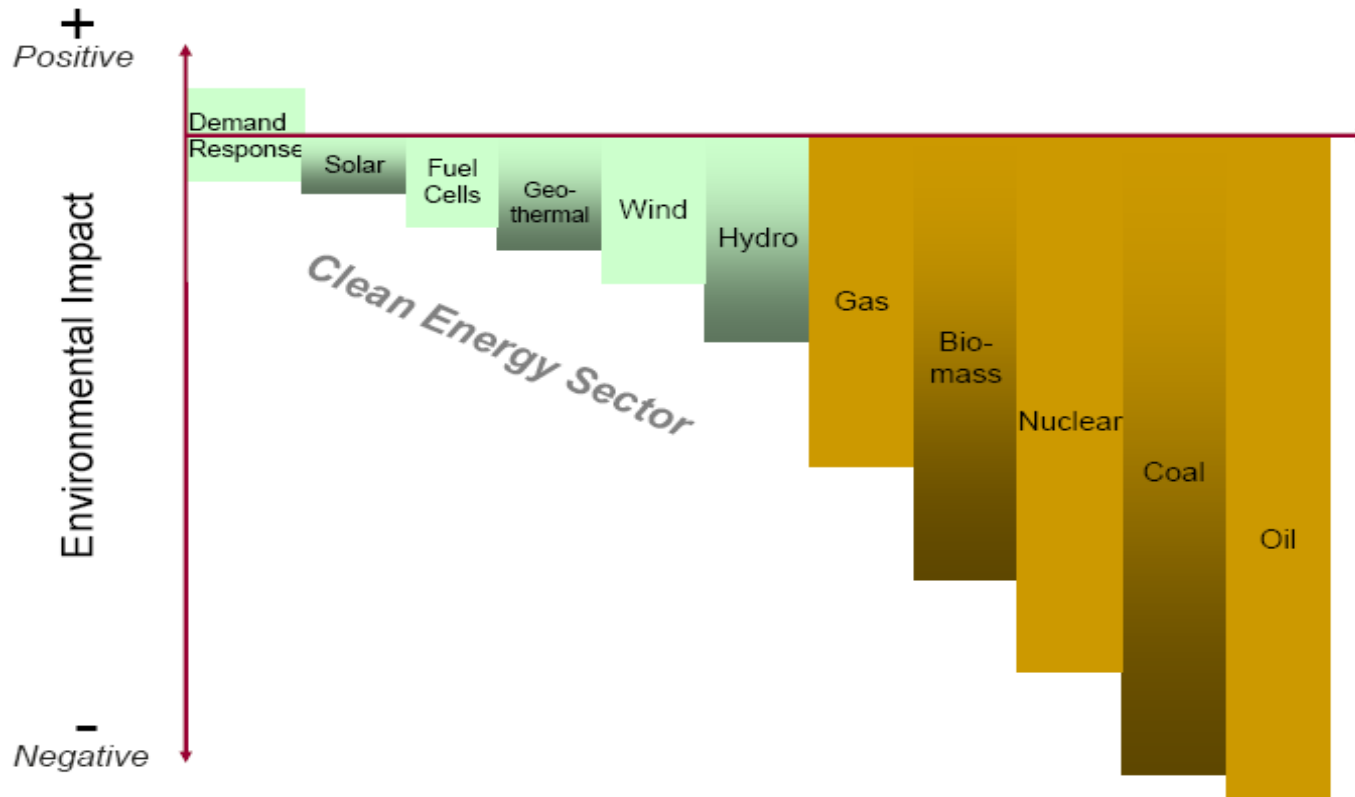 +
Positive
Demand
Response
Solar
Fuel
Cells
Geo-
thermal
Wind
Hydro
Gas
Bio-
mass
Nuclear
Coal
Oil
Clean Energy Sector
Environmental Impact
-
Negative